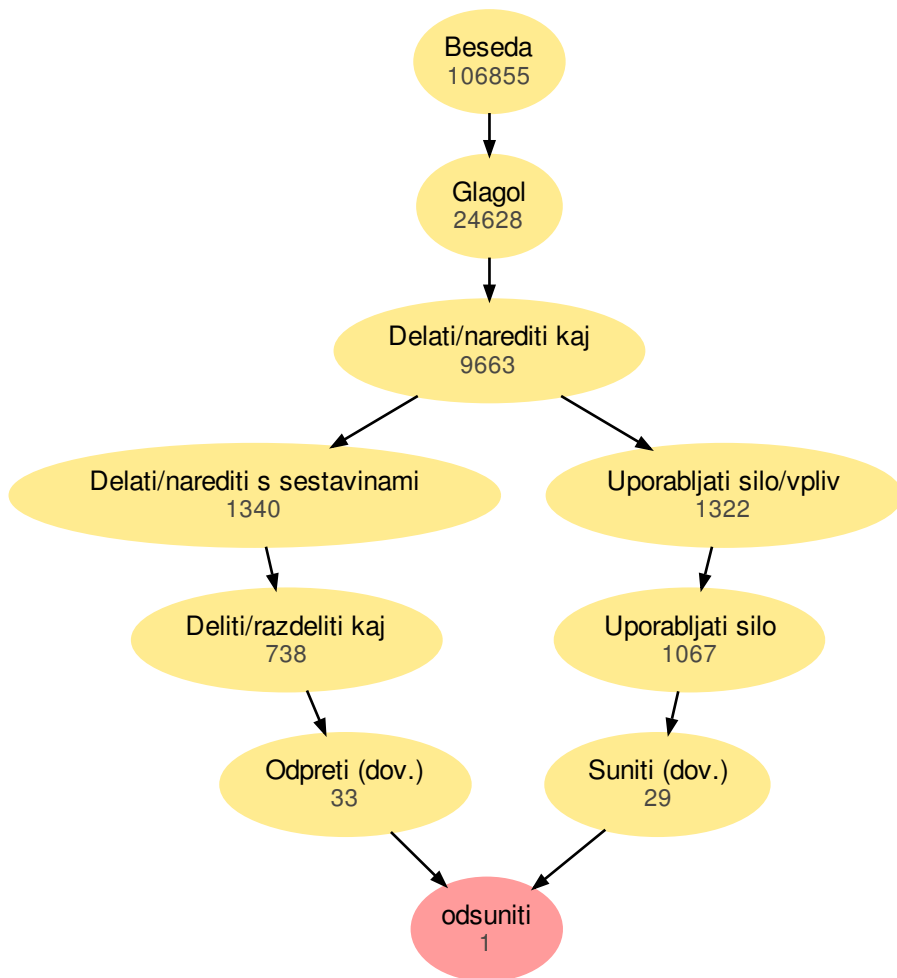 Beseda
106855
Glagol
24628
Delati/narediti kaj
9663
Delati/narediti s sestavinami
1340
Uporabljati silo/vpliv
1322
Deliti/razdeliti kaj
738
Uporabljati silo
1067
Odpreti (dov.)
33
Suniti (dov.)
29
odsuniti
1